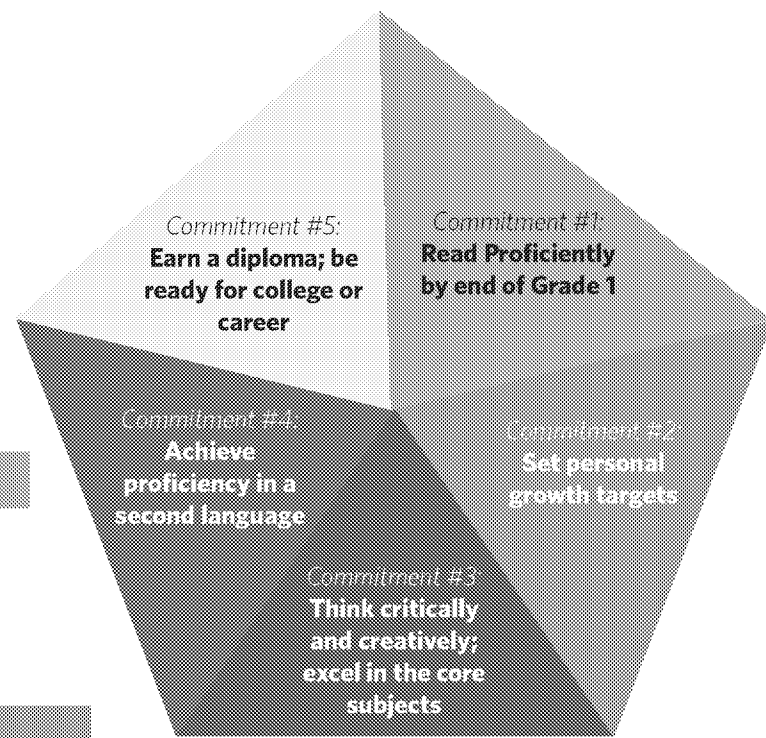 Commitment #5:
Earn a diploma; be
ready for college or
career
Commitment #1:
Read Proficiently
by end of Grade 1
Commitment #2:
Set personal
growth targets
Commitment #3:
Think critically
and creatively;
excel in the core
subjects
Commitment #4:
Achieve
proficiency in a
second language